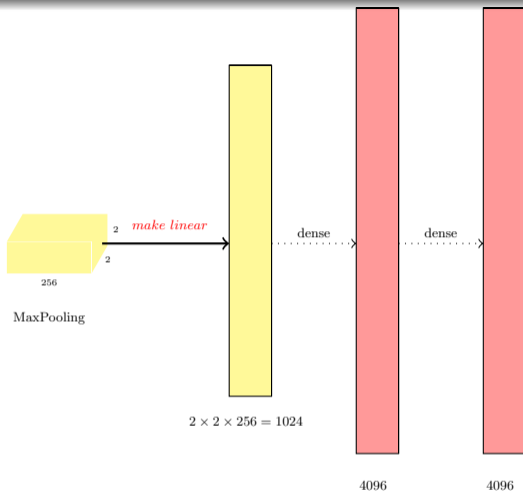 2
make linear
dense
dense
2
256
MaxPooling
2 × 2 × 256 = 1024
4096
4096